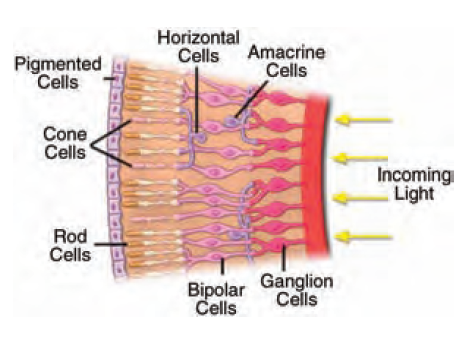 Horizontal
Cells
Amacrine
Cells
Pigmented
Cells
Cone
Cells
Incoming
Light
Rod
Cells
Bipolar
Cells
Ganglion
Cells